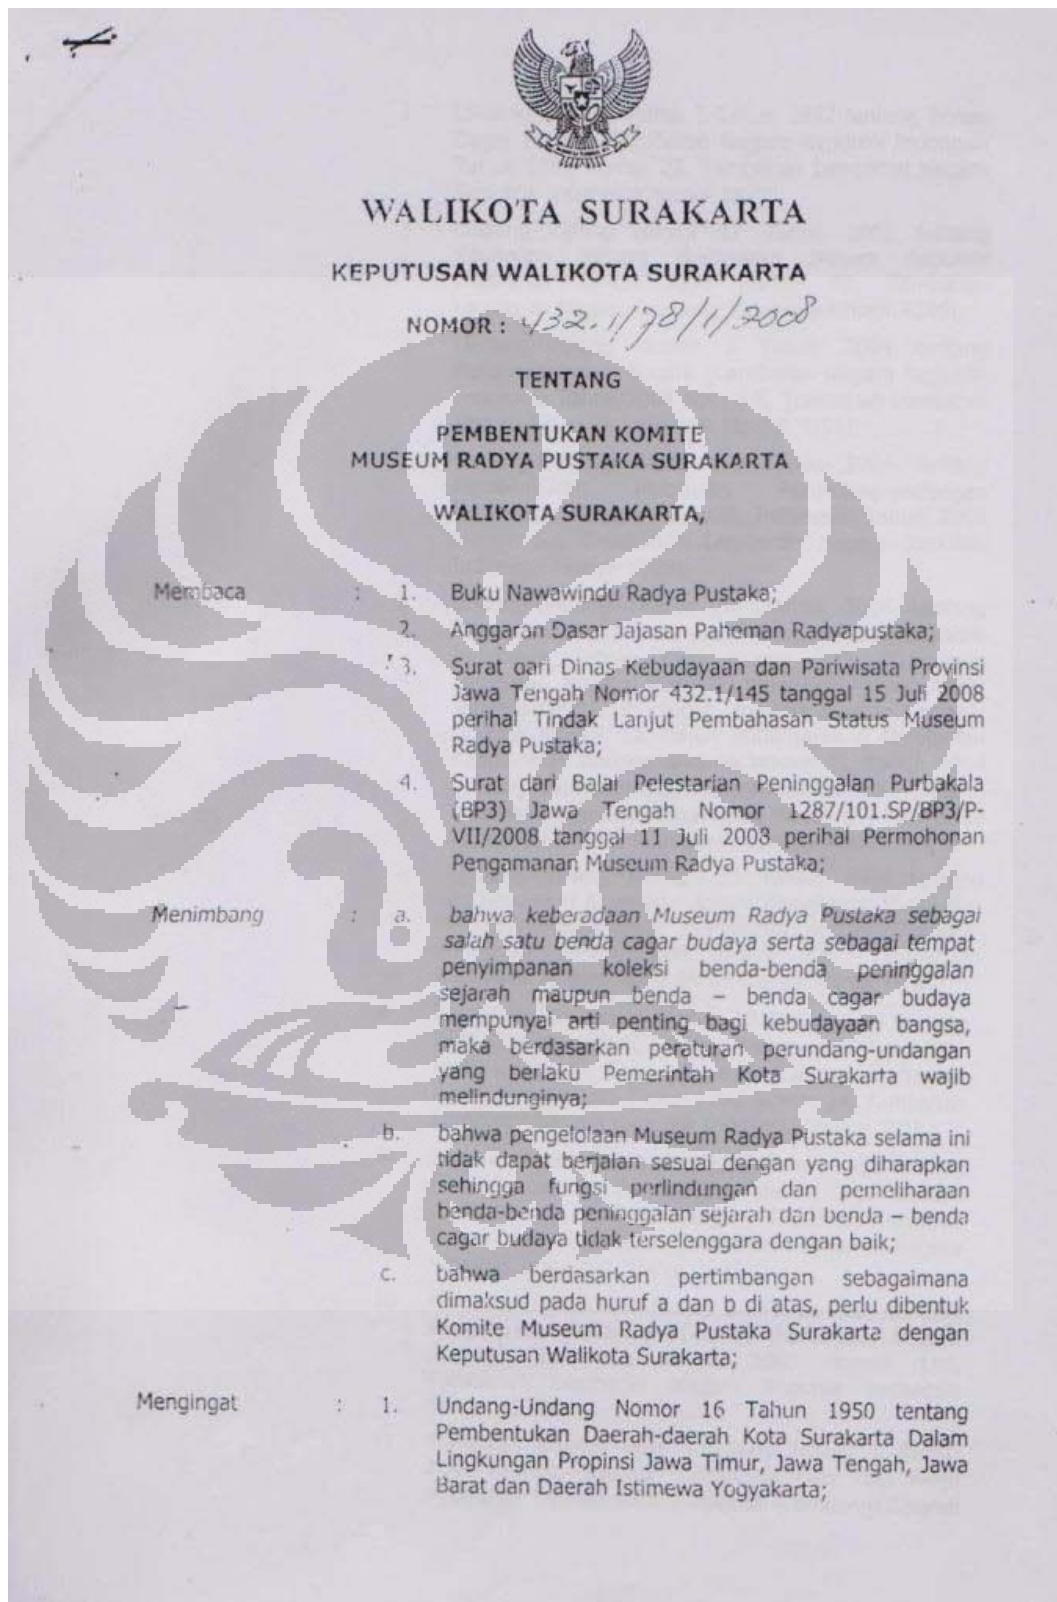 WALIKOTA SURAKARTA
KEPUTUSAN WALIKOTA SURAKARTA
NOMOR : 432.1/78/1/2008
TENTANG
PEMBENTUKAN KOMITE
MUSEUM RADYA PUSTAKA SURAKARTA
WALIKOTA SURAKARTA,
Membaca : 1. Buku Nawawindu Radya Pustaka;
2. Anggaran Dasar Jajasan Paheman Radyapustaka;
3. Surat dari Dinas Kebudayaan dan Pariwisata Provinsi
Jawa Tengah Nomor 432.1/145 tanggal 15 Juli 2008
perihal Tindak Lanjut Pembahasan Status Museum
Radya Pustaka;
4. Surat dari Balai Pelestarian Peninggalan Purbakala
(BP3) Jawa Tengah Nomor 1287/101.SP/BP3/P-
VII/2008 tanggal 11 Juli 2008 perihal Permohonan
Pengamanan Museum Radya Pustaka;
Menimbang : a. bahwa keberadaan Museum Radya Pustaka sebagai
salah satu benda cagar budaya serta sebagai tempat
penyimpanan koleksi benda-benda peninggalan
sejarah maupun benda – benda cagar budaya
mempunyai arti penting bagi kebudayaan bangsa,
maka berdasarkan peraturan perundang-undangan
yang berlaku Pemerintah Kota Surakarta wajib
melindunginya;
b. bahwa pengelolaan Museum Radya Pustaka selama ini
tidak dapat berjalan sesuai dengan yang diharapkan
sehingga fungsi perlindungan dan pemeliharaan
benda-benda peninggalan sejarah dan benda – benda
cagar budaya tidak terselenggara dengan baik;
c. bahwa berdasarkan pertimbangan sebagaimana
dimaksud pada huruf a dan b di atas, perlu dibentuk
Komite Museum Radya Pustaka Surakarta dengan
Keputusan Walikota Surakarta;
Mengingat : 1. Undang-Undang Nomor 16 Tahun 1950 tentang
Pembentukan Daerah-daerah Kota Surakarta Dalam
Lingkungan Propinsi Jawa Timur, Jawa Tengah, Jawa
Barat dan Daerah Istimewa Yogyakarta;